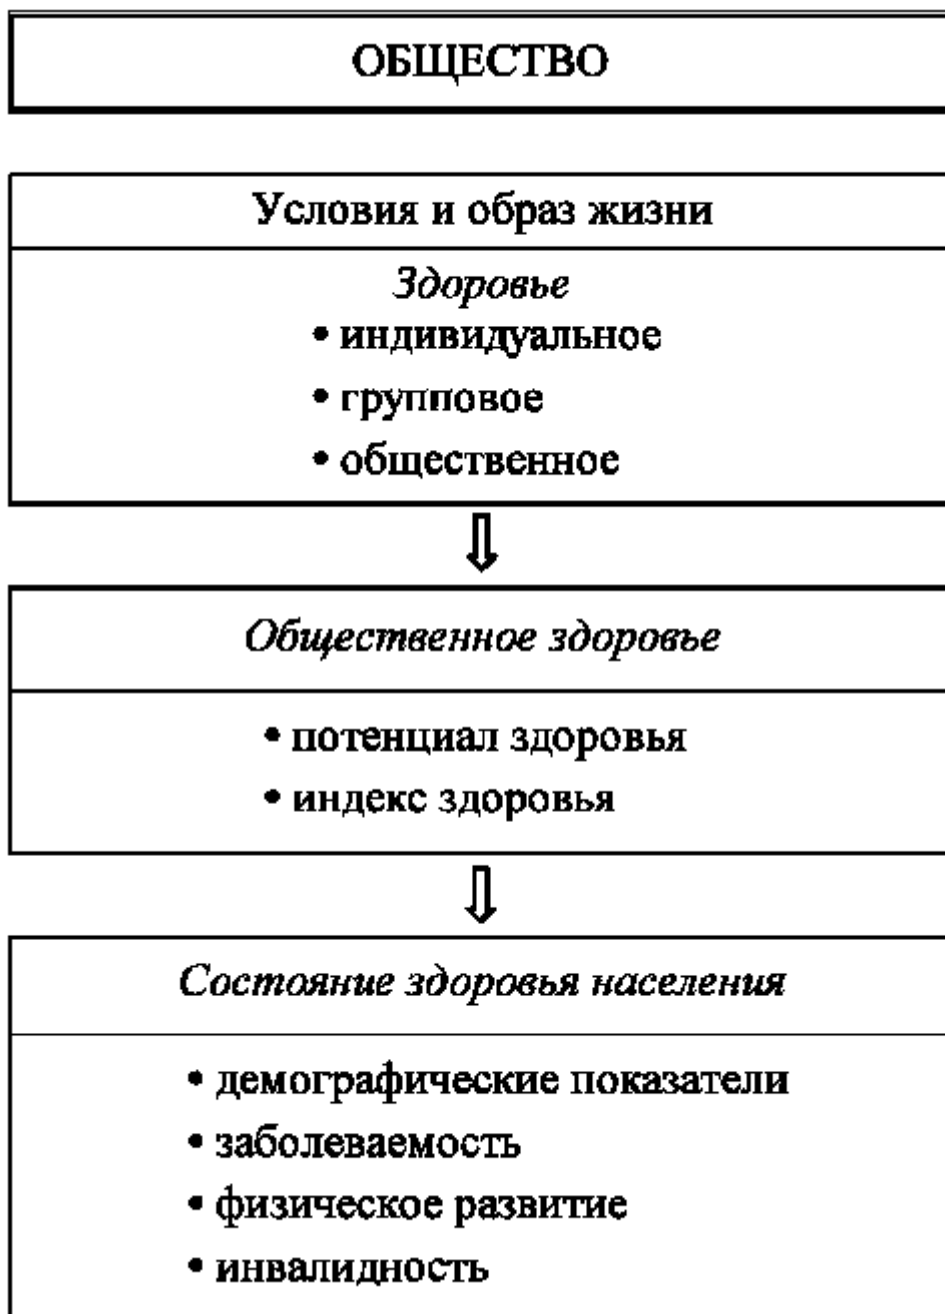 ОБЩЕСТВО
Условия и образ жизни
Здоровье
• индивидуальное
• групповое
• общественное
Общественное здоровье
• потенциал здоровья
• индекс здоровья
Состояние здоровья населения
• демографические показатели
• заболеваемость
• физическое развитие
• инвалидность